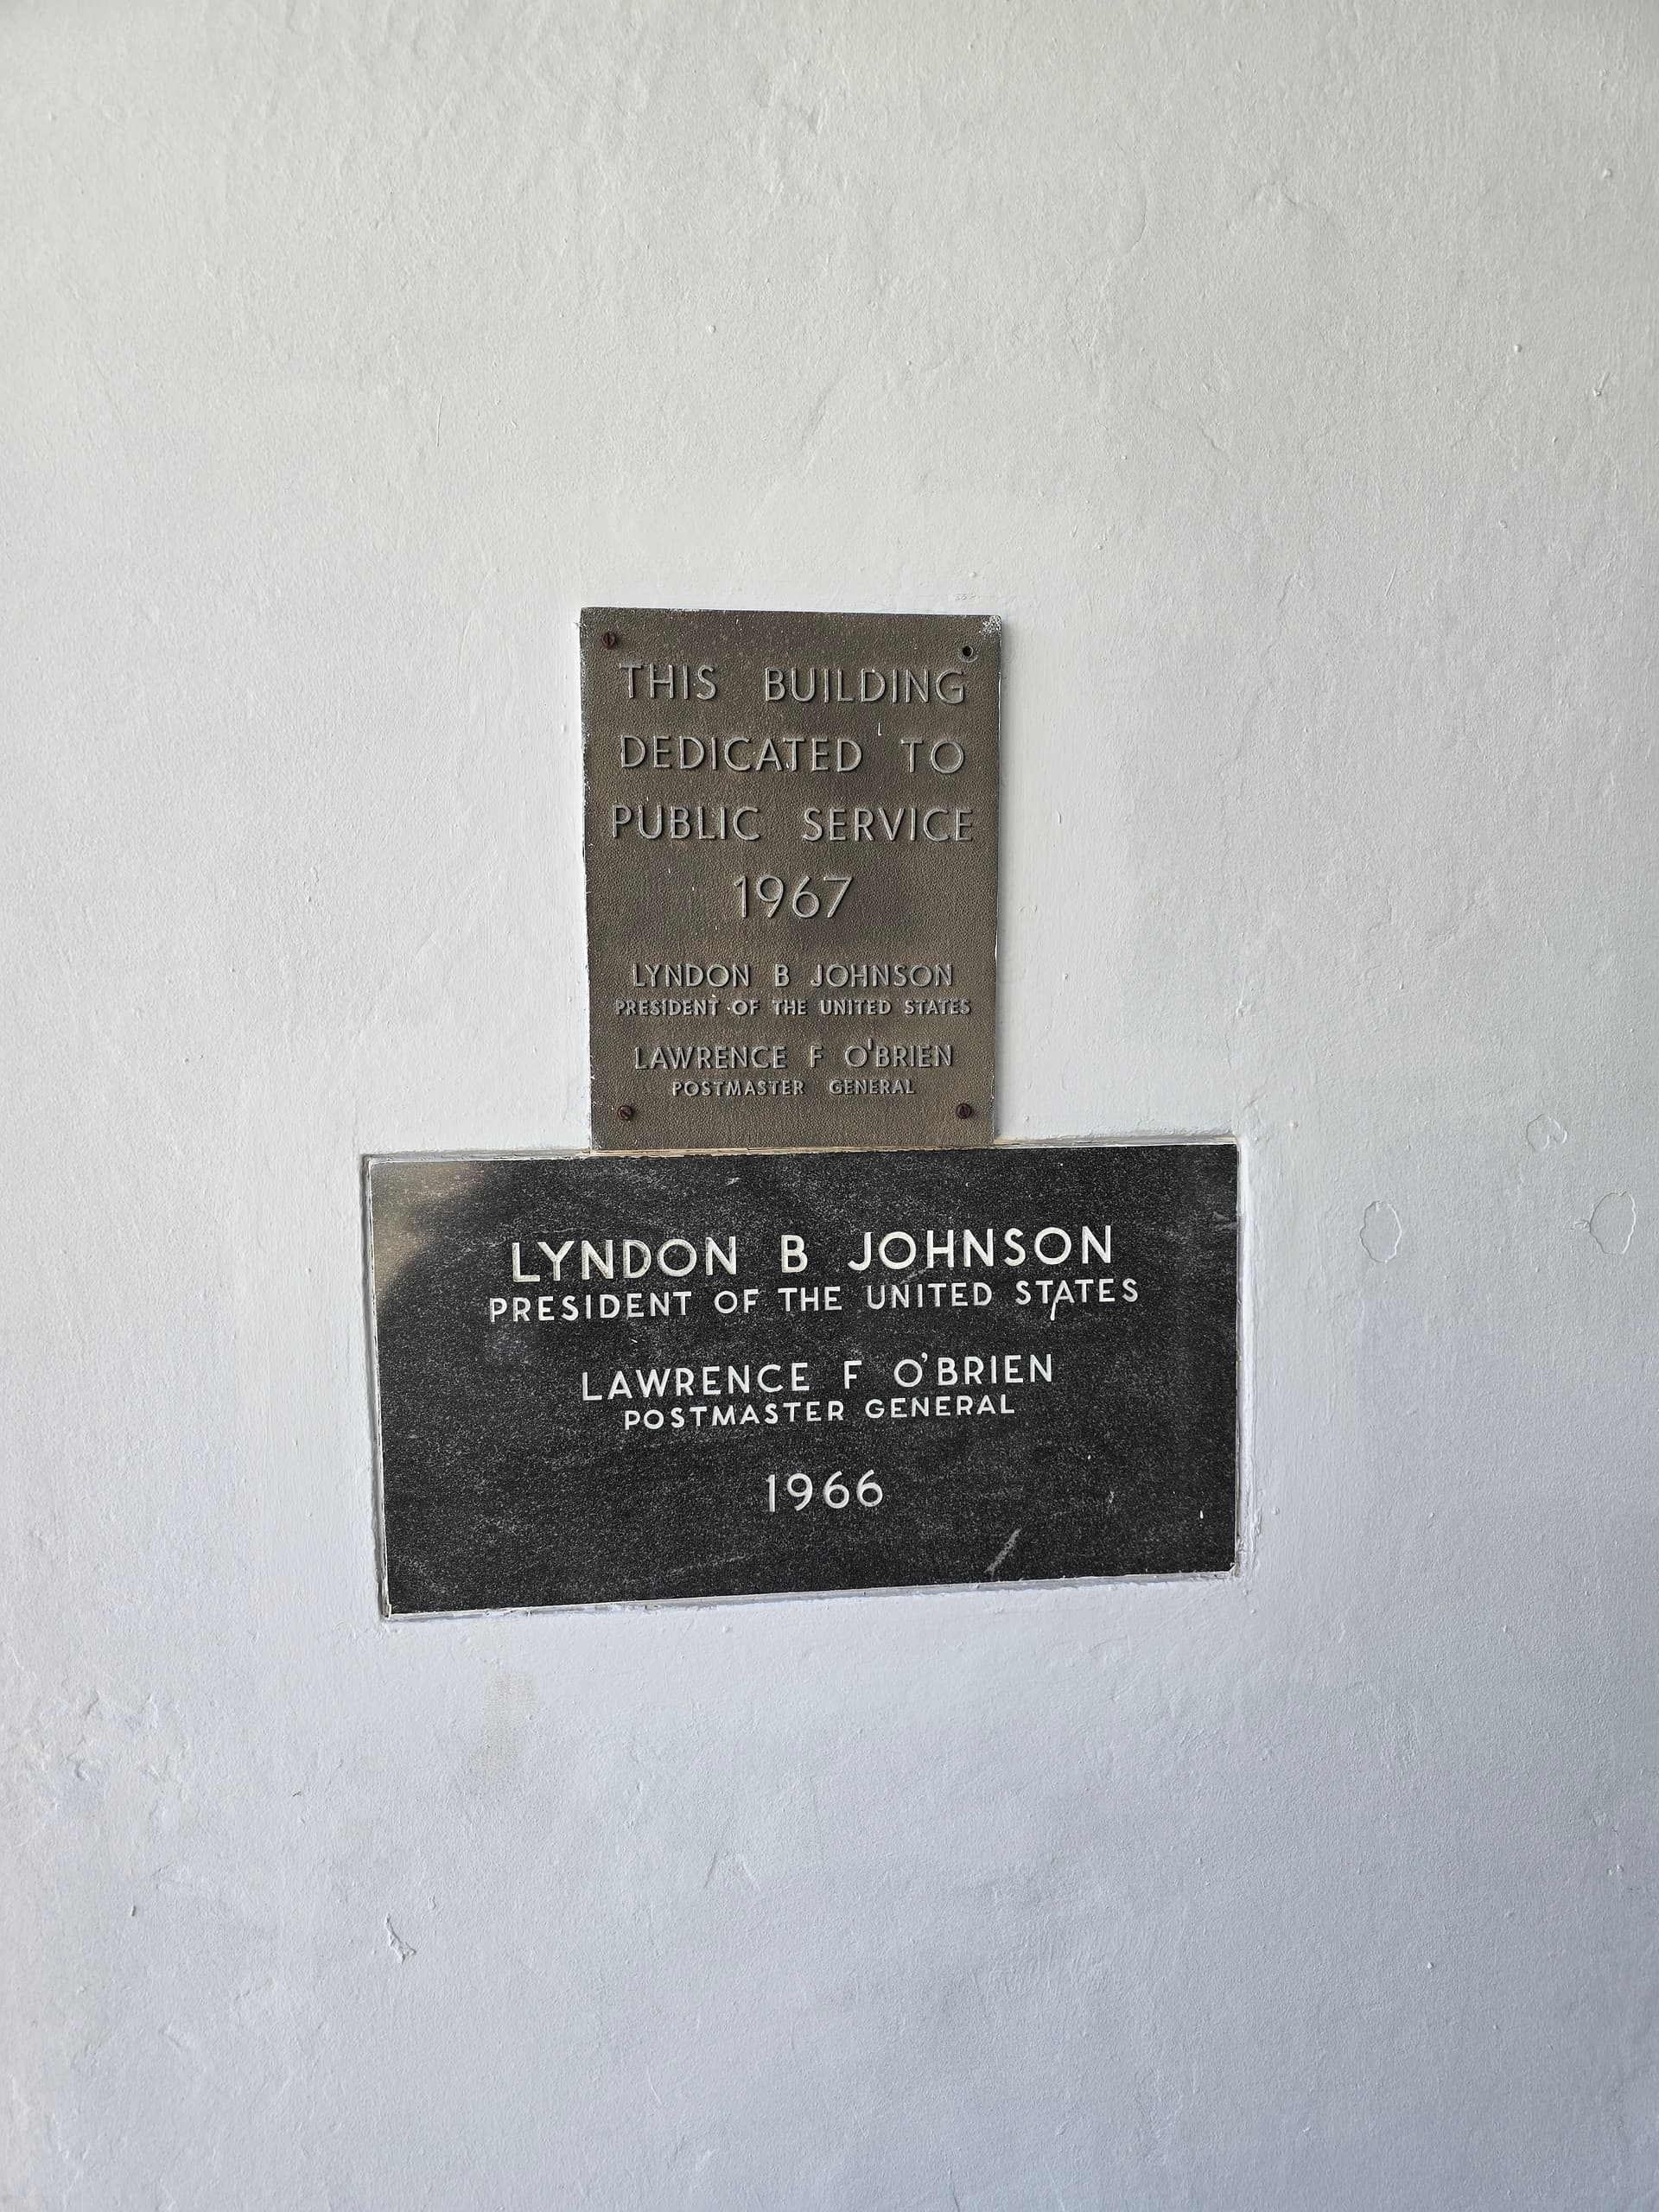 THIS BUILDING
DEDICATED TO
PUBLIC SERVICE
1967
LYNDON B JOHNSON
PRESIDENT OF THE UNITED STATES
LAWRENCE F O'BRIEN
POSTMASTER GENERAL
LYNDON B JOHNSON
PRESIDENT OF THE UNITED STATES
LAWRENCE F O'BRIEN
POSTMASTER GENERAL
1966